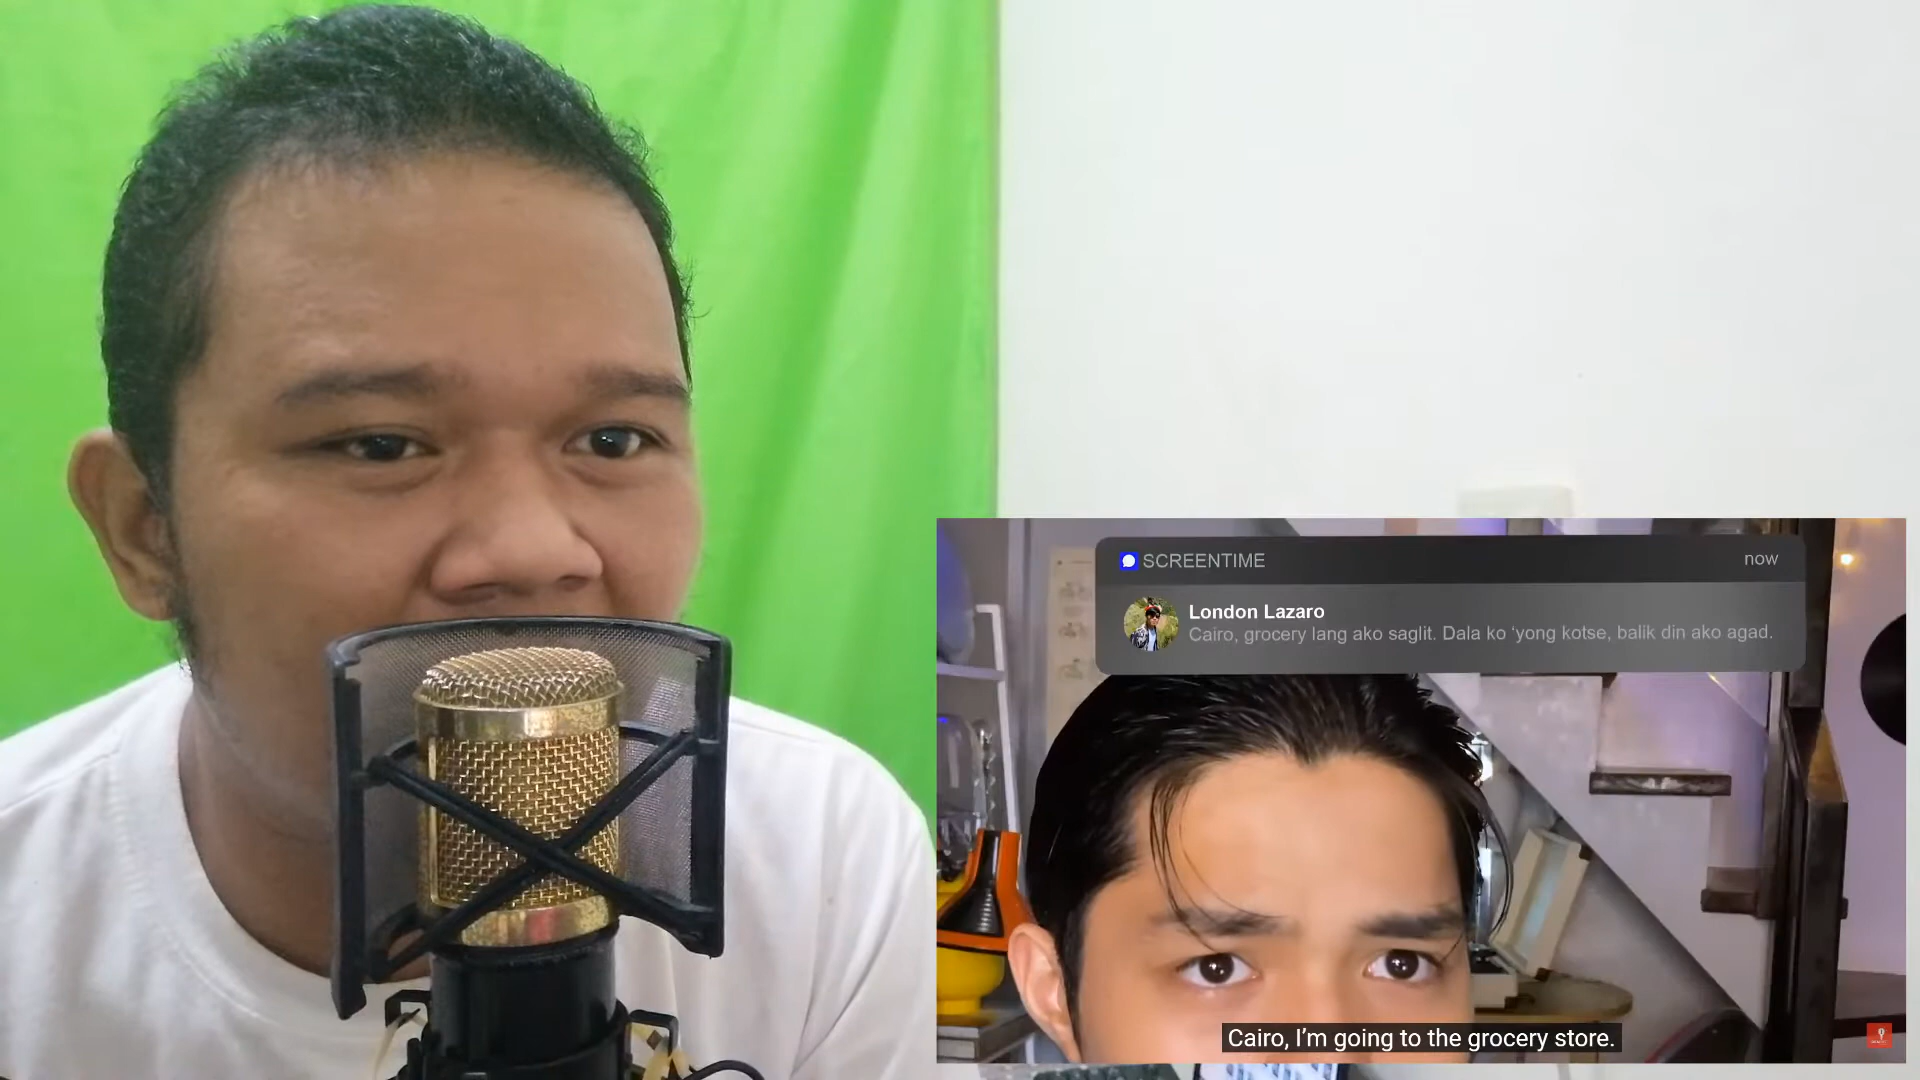 SCREENTIME
now
London Lazaro
Cairo, grocery lang ako saglit. Dala ko ‘yong kotse, balik din ako agad.
Cairo, I’m going to the grocery store.